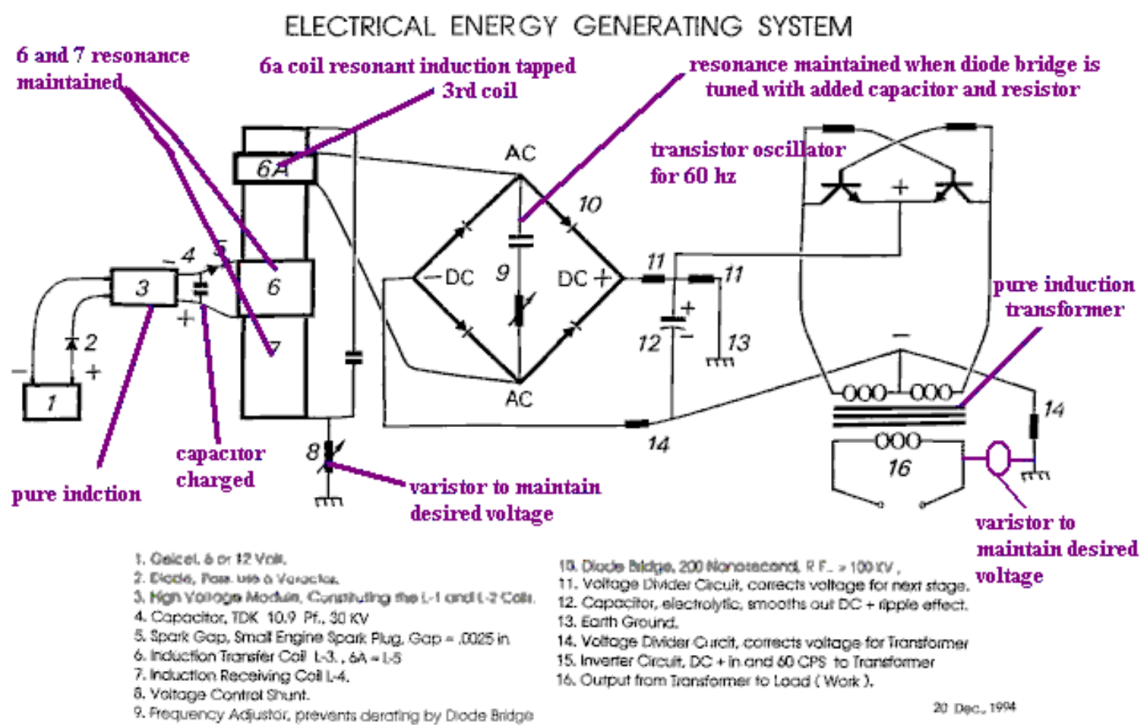 ELECTRICAL ENERGY GENERATING SYSTEM
6 and 7 resonance
maintained
6a coil resonant induction tapped
3rd coil
resonance maintained when diode bridge is
tuned with added capacitor and resistor
transistor oscillator
for 60 hz
6A
AC
10
+
- 4
5
3
6
9
- DC
DC +
11
11
pure induction
transformer
+
2
7
12
+
-
13
-
- +
1
AC
14
14
8
16
capacitor
charged
pure indction
varistor to maintain
desired voltage
varistor to
maintain desired
voltage
1. Gelcel, 6 or 12 Volt.
2. Diode, Poss. use a Varactor.
3. High Voltage Module, Constituting the L-1 and L-2 Coils.
4. Capacitor, TDK 10.9 Pf., 30 KV
5. Spark Gap, Small Engine Spark Plug, Gap = .0025 in
6. Induction Transfer Coil L-3., 6A = L-5
7. Induction Receiving Coil L-4.
8. Voltage Control Shunt.
9. Frequency Adjustor, prevents derating by Diode Bridge
10. Diode Bridge, 200 Nanosecond, R F.. > 100 KV .
11. Voltage Divider Circuit, corrects voltage for next stage.
12. Capacitor, electrolytic, smooths out DC + ripple effect.
13. Earth Ground.
14. Voltage Divider Curcit, corrects voltage for Transformer
15. Inverter Circuit, DC + in and 60 CPS to Transformer
16. Output from Transformer to Load ( Work ).
20 Dec., 1994